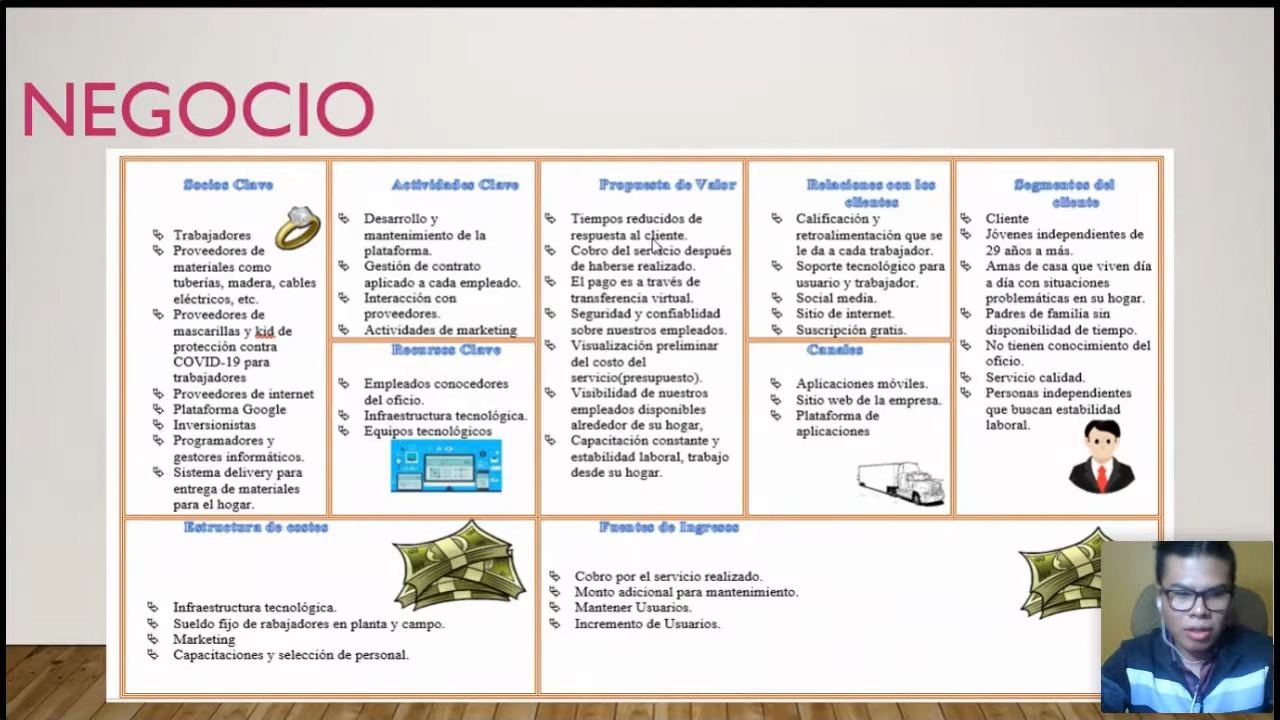 NEGOCIO
Socios Clave
Trabajadores
Proveedores de
materiales como
tuberías, madera, cables
eléctricos, etc.
Proveedores de
mascarillas y kid de
protección contra
COVID-19 para
trabajadores
Proveedores de internet
Plataforma Google
Inversionistas
Programadores y
gestores informáticos.
Sistema delivery para
entrega de materiales
para el hogar.
Actividades Clave
Desarrollo y
mantenimiento de la
plataforma.
Gestión de contrato
aplicado a cada empleado.
Interacción con
proveedores.
Actividades de marketing
Recursos Clave
Empleados conocedores
del oficio.
Infraestructura tecnológica.
Equipos tecnológicos
Propuesta de Valor
Tiempos reducidos de
respuesta al cliente.
Cobro del servicio después
de haberse realizado.
El pago es a través de
transferencia virtual.
Seguridad y confiablidad
sobre nuestros empleados.
Visualización preliminar
del costo del
servicio(presupuesto).
Visibilidad de nuestros
empleados disponibles
alrededor de su hogar,
Capacitación constante y
estabilidad laboral, trabajo
desde su hogar.
Relaciones con los
clientes
Calificación y
retroalimentación que se
le da a cada trabajador.
Soporte tecnológico para
usuario y trabajador.
Social media.
Sitio de internet.
Suscripción gratis.
Canales
Aplicaciones móviles.
Sitio web de la empresa.
Plataforma de
aplicaciones
Segmentos del
cliente
Cliente
Jóvenes independientes de
29 años a más.
Amas de casa que viven día
a día con situaciones
problemáticas en su hogar.
Padres de familia sin
disponibilidad de tiempo.
No tienen conocimiento del
oficio.
Servicio calidad.
Personas independientes
que buscan estabilidad
laboral.
Estructura de costes
Infraestructura tecnológica.
Sueldo fijo de rabajadores en planta y campo.
Marketing
Capacitaciones y selección de personal.
Fuentes de Ingresos
Cobro por el servicio realizado.
Monto adicional para mantenimiento.
Mantener Usuarios.
Incremento de Usuarios.